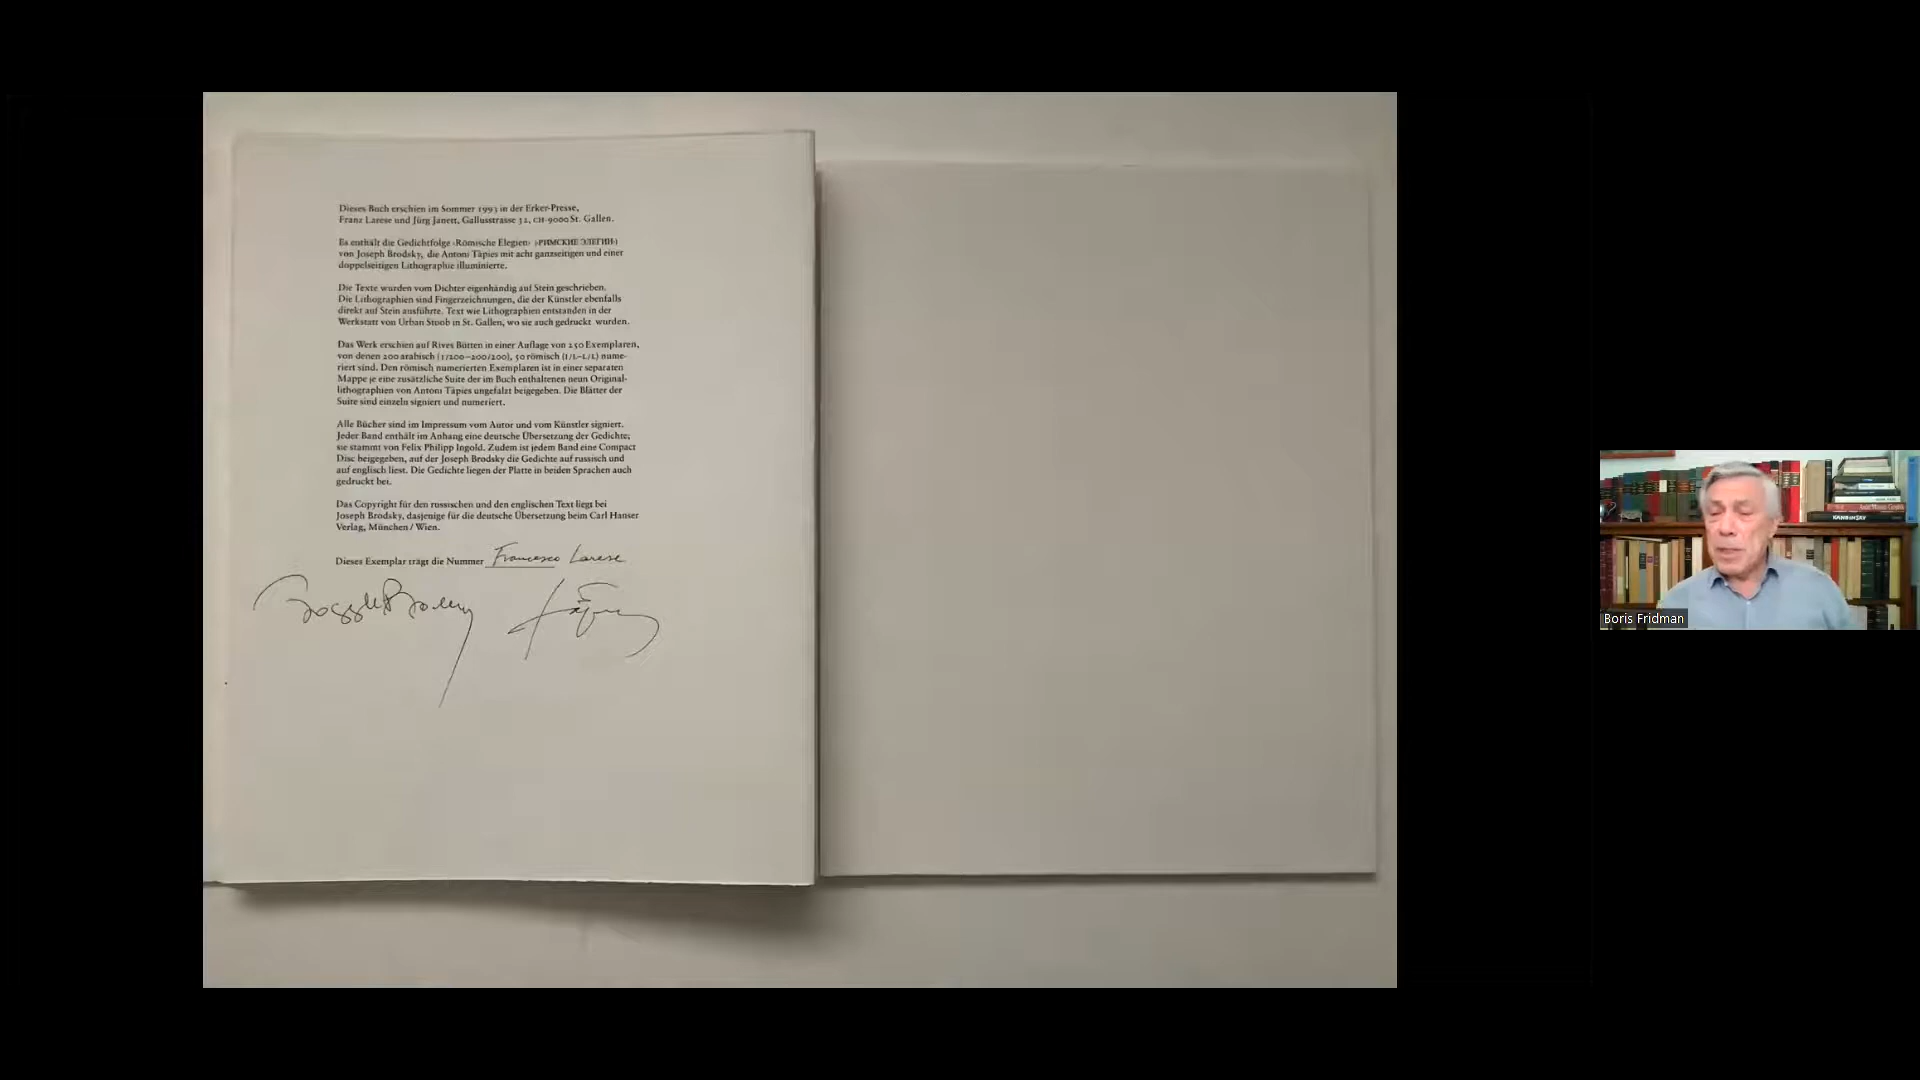 Dieses Buch erschien im Sommer 1993 in der Erker-Presse,
Franz Larese und Jürg Janett, Gallusstrasse 32, CH-9000 St. Gallen.
Es enthält die Gedichtfolge ‹Römische Elegien› ‹РИМСКИЕ ЭЛЕГИИ›
von Joseph Brodsky, die Antoni Tàpies mit acht ganzseitigen und einer
doppelseitigen Lithographie illuminierte.
Die Texte wurden vom Dichter eigenhändig auf Stein geschrieben.
Die Lithographien sind Fingerzeichnungen, die der Künstler ebenfalls
direkt auf Stein ausführte. Text wie Lithographien entstanden in der
Werkstatt von Urban Stoob in St. Gallen, wo sie auch gedruckt wurden.
Das Werk erschien auf Rives Bütten in einer Auflage von 250 Exemplaren,
von denen 200 arabisch (1/200–200/200), 50 römisch (I/L–L/L) nume-
riert sind. Den römisch numerierten Exemplaren ist in einer separaten
Mappe je eine zusätzliche Suite der im Buch enthaltenen neun Original-
lithographien von Antoni Tàpies ungefalzt beigegeben. Die Blätter der
Suite sind einzeln signiert und numeriert.
Alle Bücher sind im Impressum vom Autor und vom Künstler signiert.
Jeder Band enthält im Anhang eine deutsche Übersetzung der Gedichte;
sie stammt von Felix Philipp Ingold. Zudem ist jedem Band eine Compact
Disc beigegeben, auf der Joseph Brodsky die Gedichte auf russisch und
auf englisch liest. Die Gedichte liegen der Platte in beiden Sprachen auch
gedruckt bei.
Das Copyright für den russischen und den englischen Text liegt bei
Joseph Brodsky, dasjenige für die deutsche Übersetzung beim Carl Hanser
Verlag, München / Wien.
Dieses Exemplar trägt die Nummer Francesco Larese
KANDINSKY
Boris Fridman